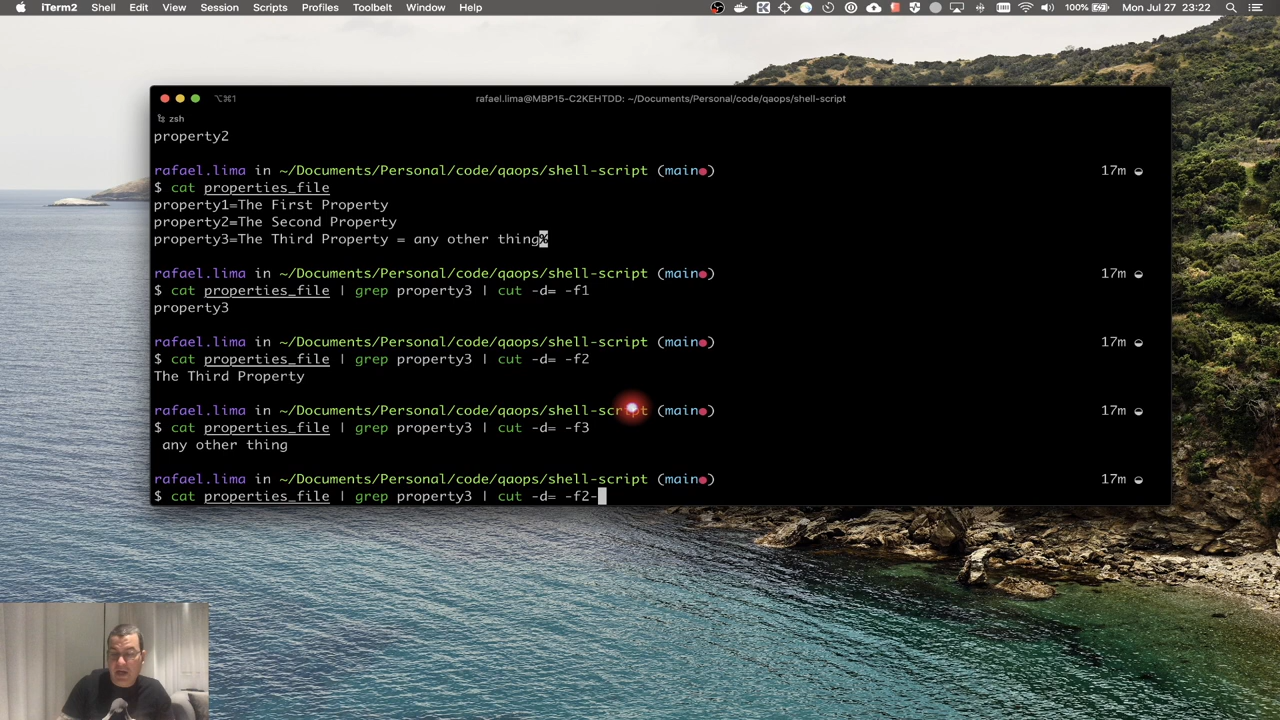 iTerm2 Shell Edit View Session Scripts Profiles Toolbelt Window Help 100% Mon Jul 27 23:22
⌥⌘1 rafael.lima@MBP15-C2KEHTDD: ~/Documents/Personal/code/qaops/shell-script
zsh
property2
rafael.lima in ~/Documents/Personal/code/qaops/shell-script (main●) 17m
$ cat properties_file
property1=The First Property
property2=The Second Property
property3=The Third Property = any other thing%
rafael.lima in ~/Documents/Personal/code/qaops/shell-script (main●) 17m
$ cat properties_file | grep property3 | cut -d= -f1
property3
rafael.lima in ~/Documents/Personal/code/qaops/shell-script (main●) 17m
$ cat properties_file | grep property3 | cut -d= -f2
The Third Property
rafael.lima in ~/Documents/Personal/code/qaops/shell-script (main●) 17m
$ cat properties_file | grep property3 | cut -d= -f3
any other thing
rafael.lima in ~/Documents/Personal/code/qaops/shell-script (main●) 17m
$ cat properties_file | grep property3 | cut -d= -f2-